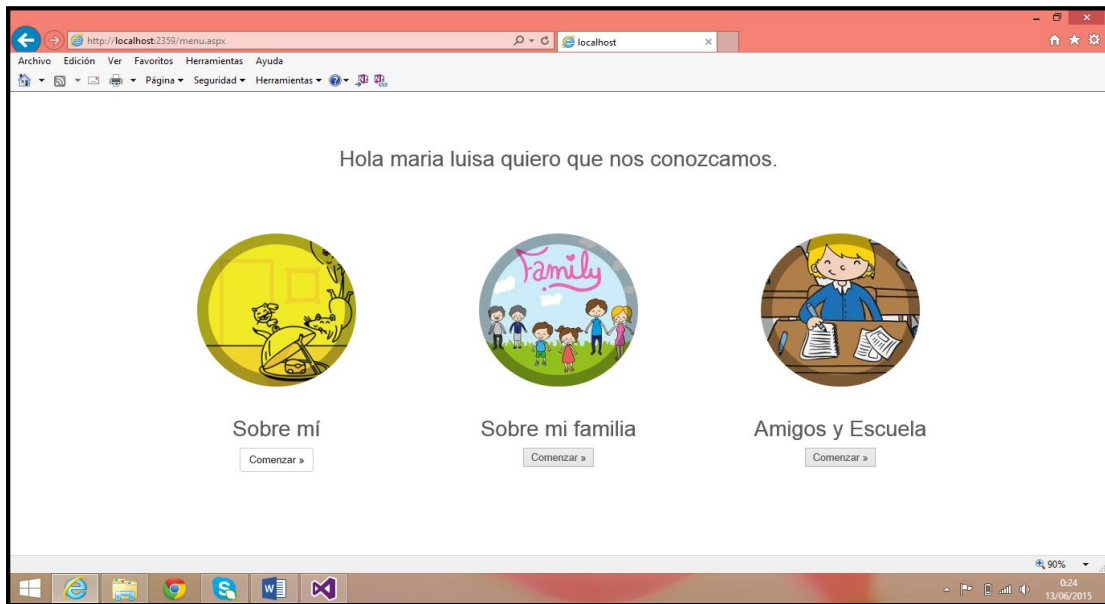 http://localhost:2359/menu.aspx
localhost
Archivo Edición Ver Favoritos Herramientas Ayuda
Página Seguridad Herramientas
Hola maria luisa quiero que nos conozcamos.
Family
Sobre mí
Sobre mi familia
Amigos y Escuela
Comenzar »
Comenzar »
Comenzar »
90%
0:24
13/06/2015